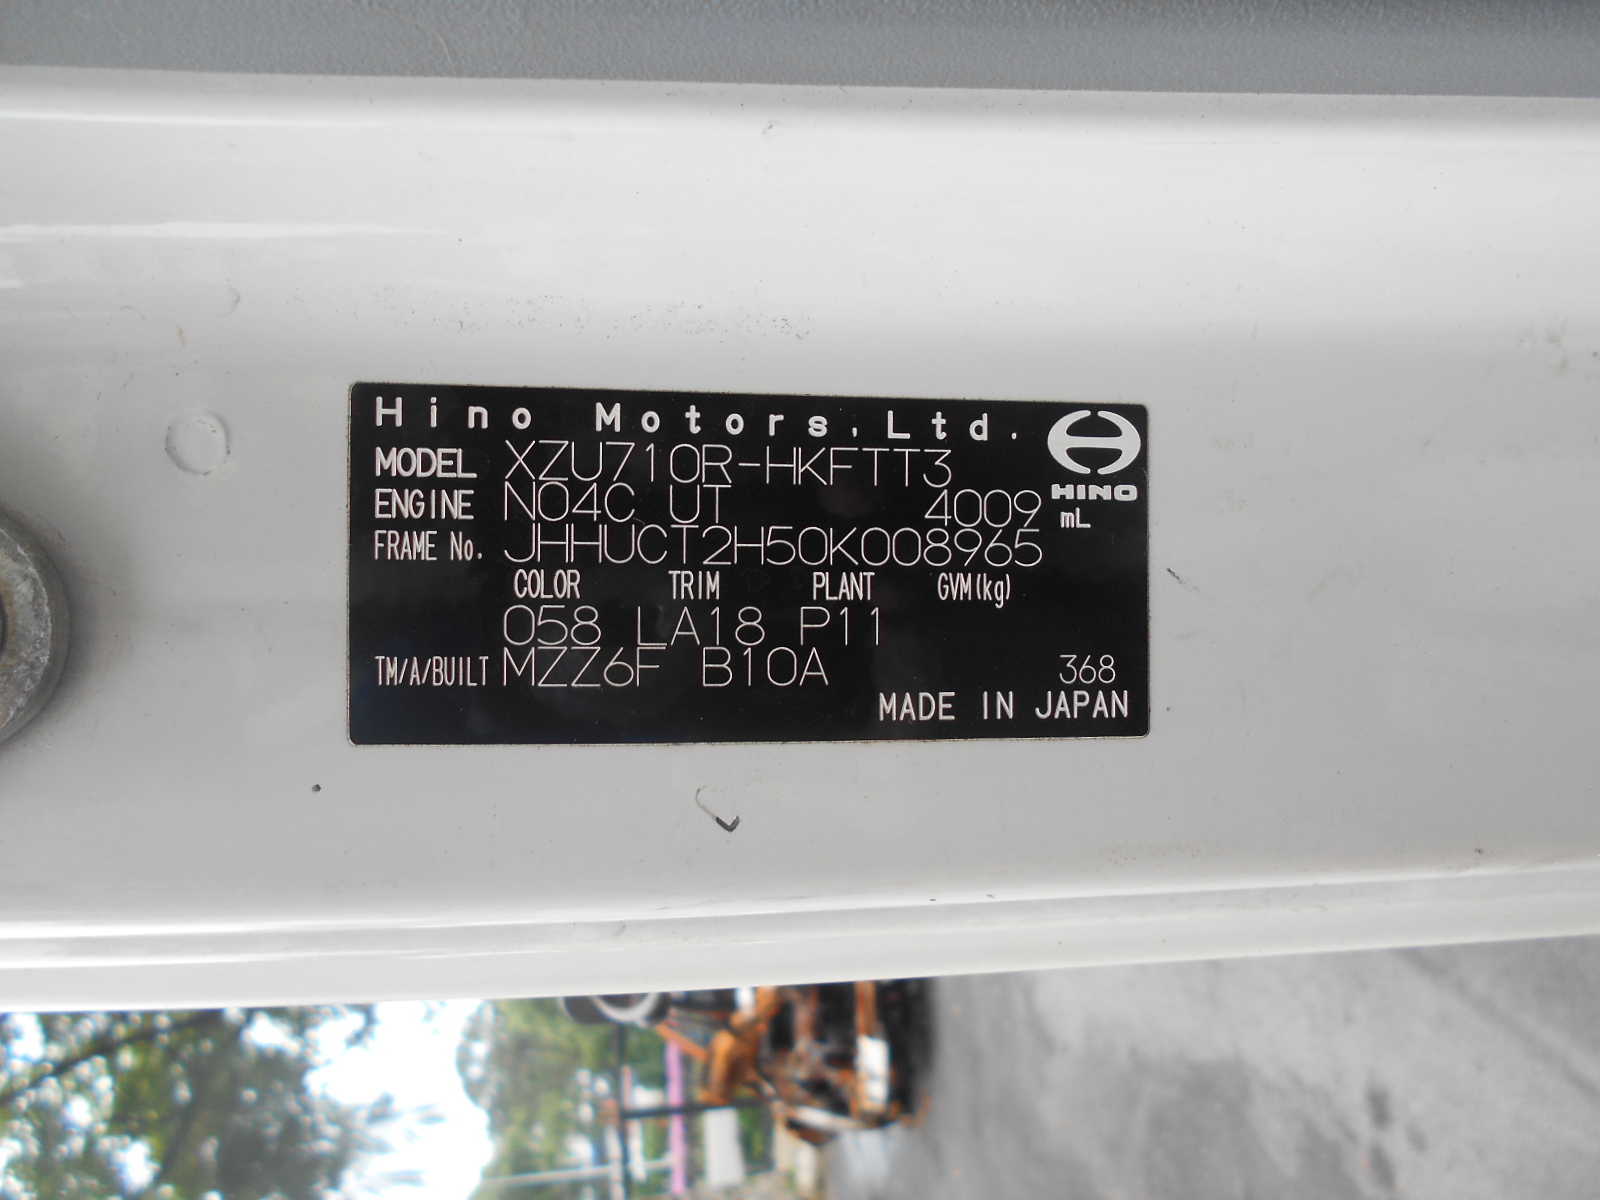 Hino Motors, Ltd.
MODEL XZU710R-HKFTT3
HINO
ENGINE N04C UT 4009 mL
FRAME No. JHHUCT2H50K008965
COLOR TRIM PLANT GVM(kg)
058 LA18 P11
TM/A/BUILT MZZ6F B10A 368
MADE IN JAPAN